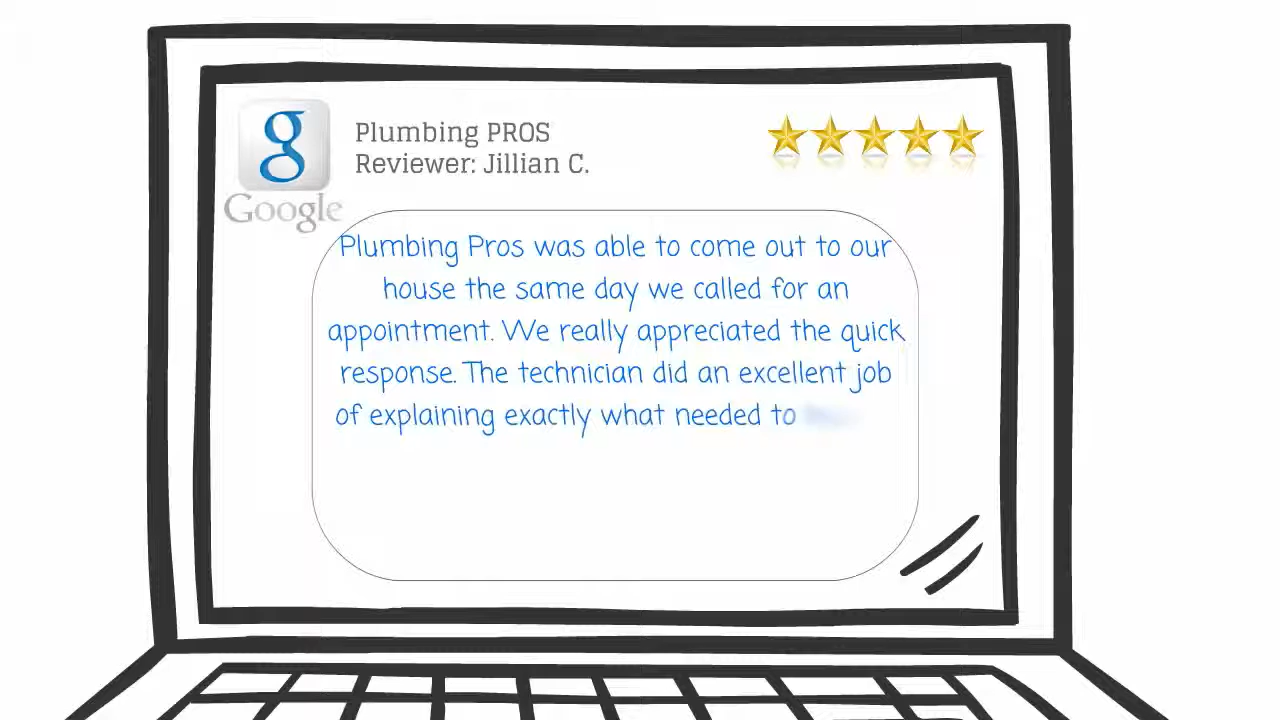 g
Google
Plumbing PROS
Reviewer: Jillian C.
Plumbing Pros was able to come out to our
house the same day we called for an
appointment. We really appreciated the quick
response. The technician did an excellent job
of explaining exactly what needed to